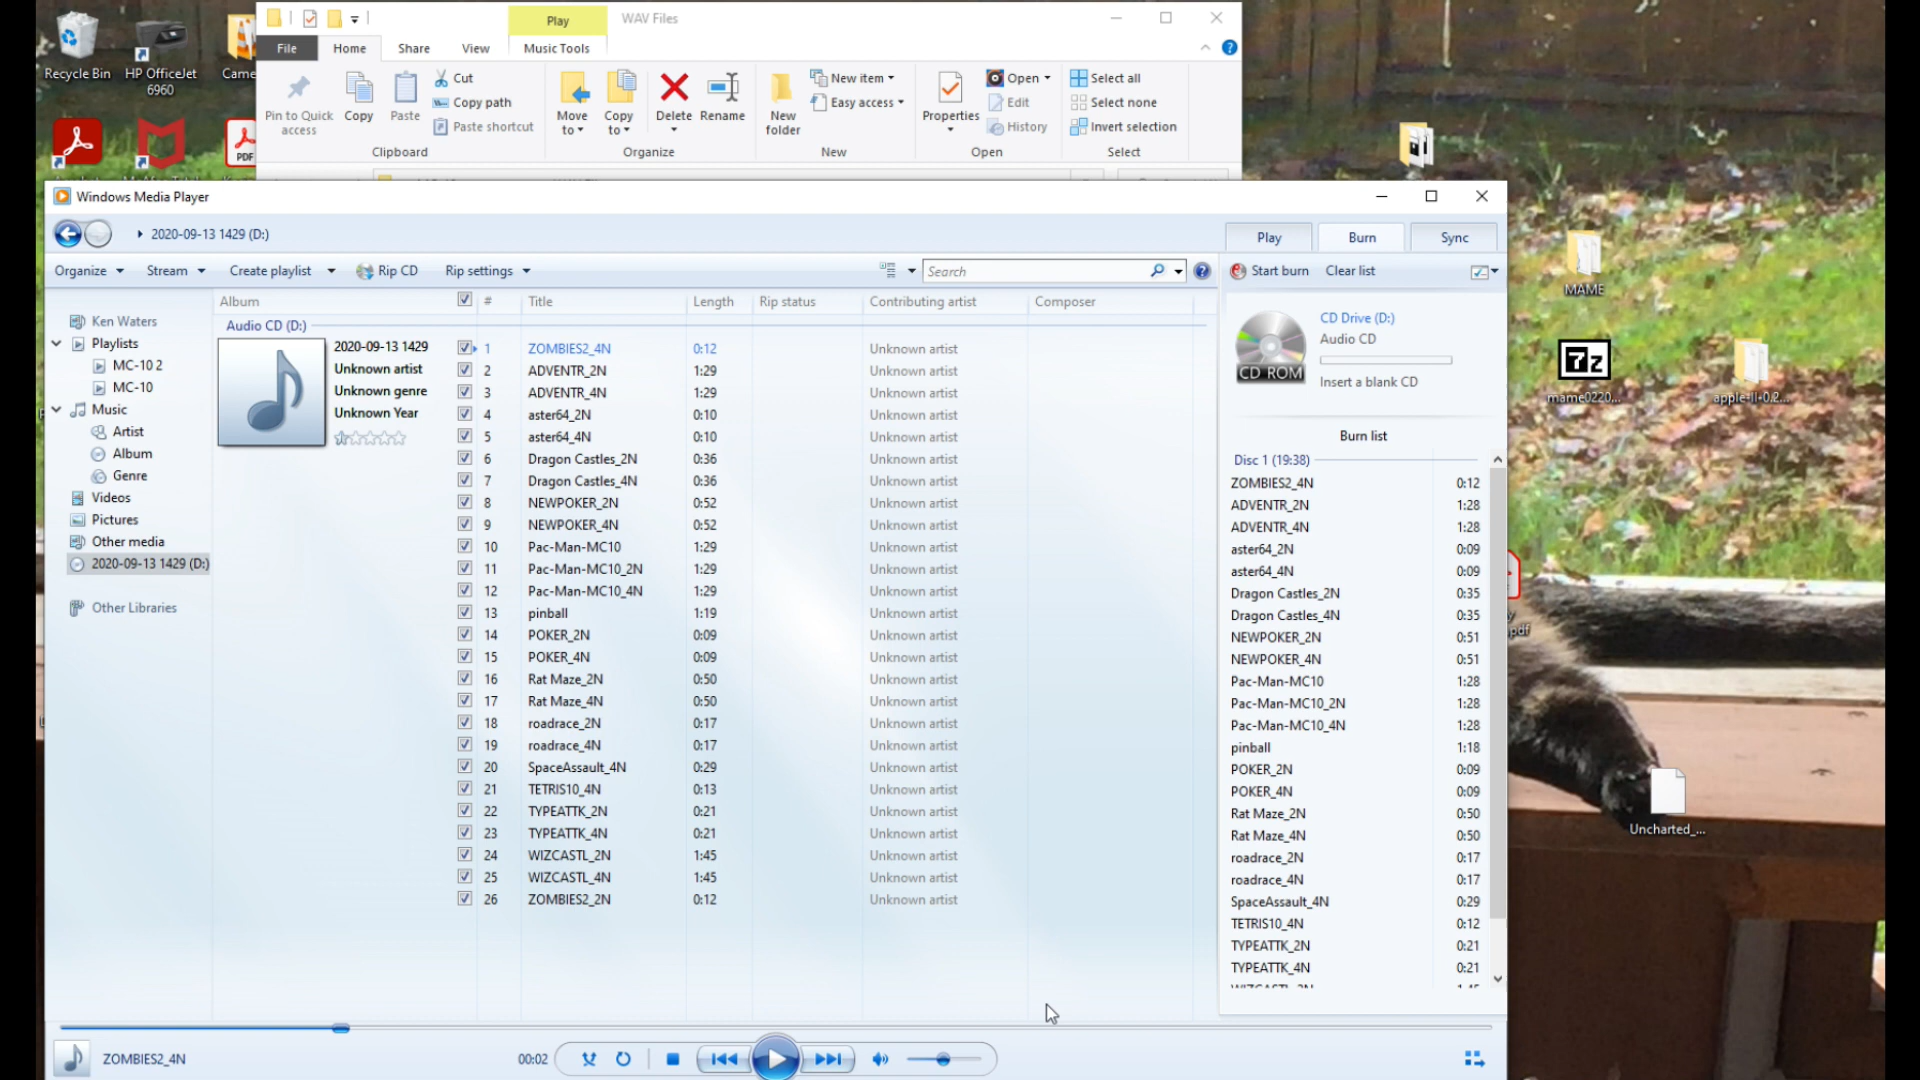 Recycle Bin
HP OfficeJet
6960
Came
PDF
Play
WAV Files
File
Home
Share
View
Music Tools
Pin to Quick
access
Copy
Paste
Cut
Copy path
Paste shortcut
Clipboard
Move
to
Copy
to
Delete
Rename
Organize
New
folder
New item
Easy access
New
Properties
Open
Edit
History
Open
Select all
Select none
Invert selection
Select
MAME
7z
mame0220...
apple-II-0.2...
Uncharted_...
Windows Media Player
2020-09-13 1429 (D:)
Play
Burn
Sync
Organize
Stream
Create playlist
Rip CD
Rip settings
Search
Start burn
Clear list
Ken Waters
Playlists
MC-10 2
MC-10
Music
Artist
Album
Genre
Videos
Pictures
Other media
2020-09-13 1429 (D:)
Other Libraries
Album # Title Length Rip status Contributing artist Composer
Audio CD (D:)
2020-09-13 1429
Unknown artist
Unknown genre
Unknown Year
1 ZOMBIES2_4N 0:12 Unknown artist
2 ADVENTR_2N 1:29 Unknown artist
3 ADVENTR_4N 1:29 Unknown artist
4 aster64_2N 0:10 Unknown artist
5 aster64_4N 0:10 Unknown artist
6 Dragon Castles_2N 0:36 Unknown artist
7 Dragon Castles_4N 0:36 Unknown artist
8 NEWPOKER_2N 0:52 Unknown artist
9 NEWPOKER_4N 0:52 Unknown artist
10 Pac-Man-MC10 1:29 Unknown artist
11 Pac-Man-MC10_2N 1:29 Unknown artist
12 Pac-Man-MC10_4N 1:29 Unknown artist
13 pinball 1:19 Unknown artist
14 POKER_2N 0:09 Unknown artist
15 POKER_4N 0:09 Unknown artist
16 Rat Maze_2N 0:50 Unknown artist
17 Rat Maze_4N 0:50 Unknown artist
18 roadrace_2N 0:17 Unknown artist
19 roadrace_4N 0:17 Unknown artist
20 SpaceAssault_4N 0:29 Unknown artist
21 TETRIS10_4N 0:13 Unknown artist
22 TYPEATTK_2N 0:21 Unknown artist
23 TYPEATTK_4N 0:21 Unknown artist
24 WIZCASTL_2N 1:45 Unknown artist
25 WIZCASTL_4N 1:45 Unknown artist
26 ZOMBIES2_2N 0:12 Unknown artist
CD ROM
CD Drive (D:)
Audio CD
Insert a blank CD
Burn list
Disc 1 (19:38)
ZOMBIES2_4N 0:12
ADVENTR_2N 1:28
ADVENTR_4N 1:28
aster64_2N 0:09
aster64_4N 0:09
Dragon Castles_2N 0:35
Dragon Castles_4N 0:35
NEWPOKER_2N 0:51
NEWPOKER_4N 0:51
Pac-Man-MC10 1:28
Pac-Man-MC10_2N 1:28
Pac-Man-MC10_4N 1:28
pinball 1:18
POKER_2N 0:09
POKER_4N 0:09
Rat Maze_2N 0:50
Rat Maze_4N 0:50
roadrace_2N 0:17
roadrace_4N 0:17
SpaceAssault_4N 0:29
TETRIS10_4N 0:12
TYPEATTK_2N 0:21
TYPEATTK_4N 0:21
ZOMBIES2_4N
00:02